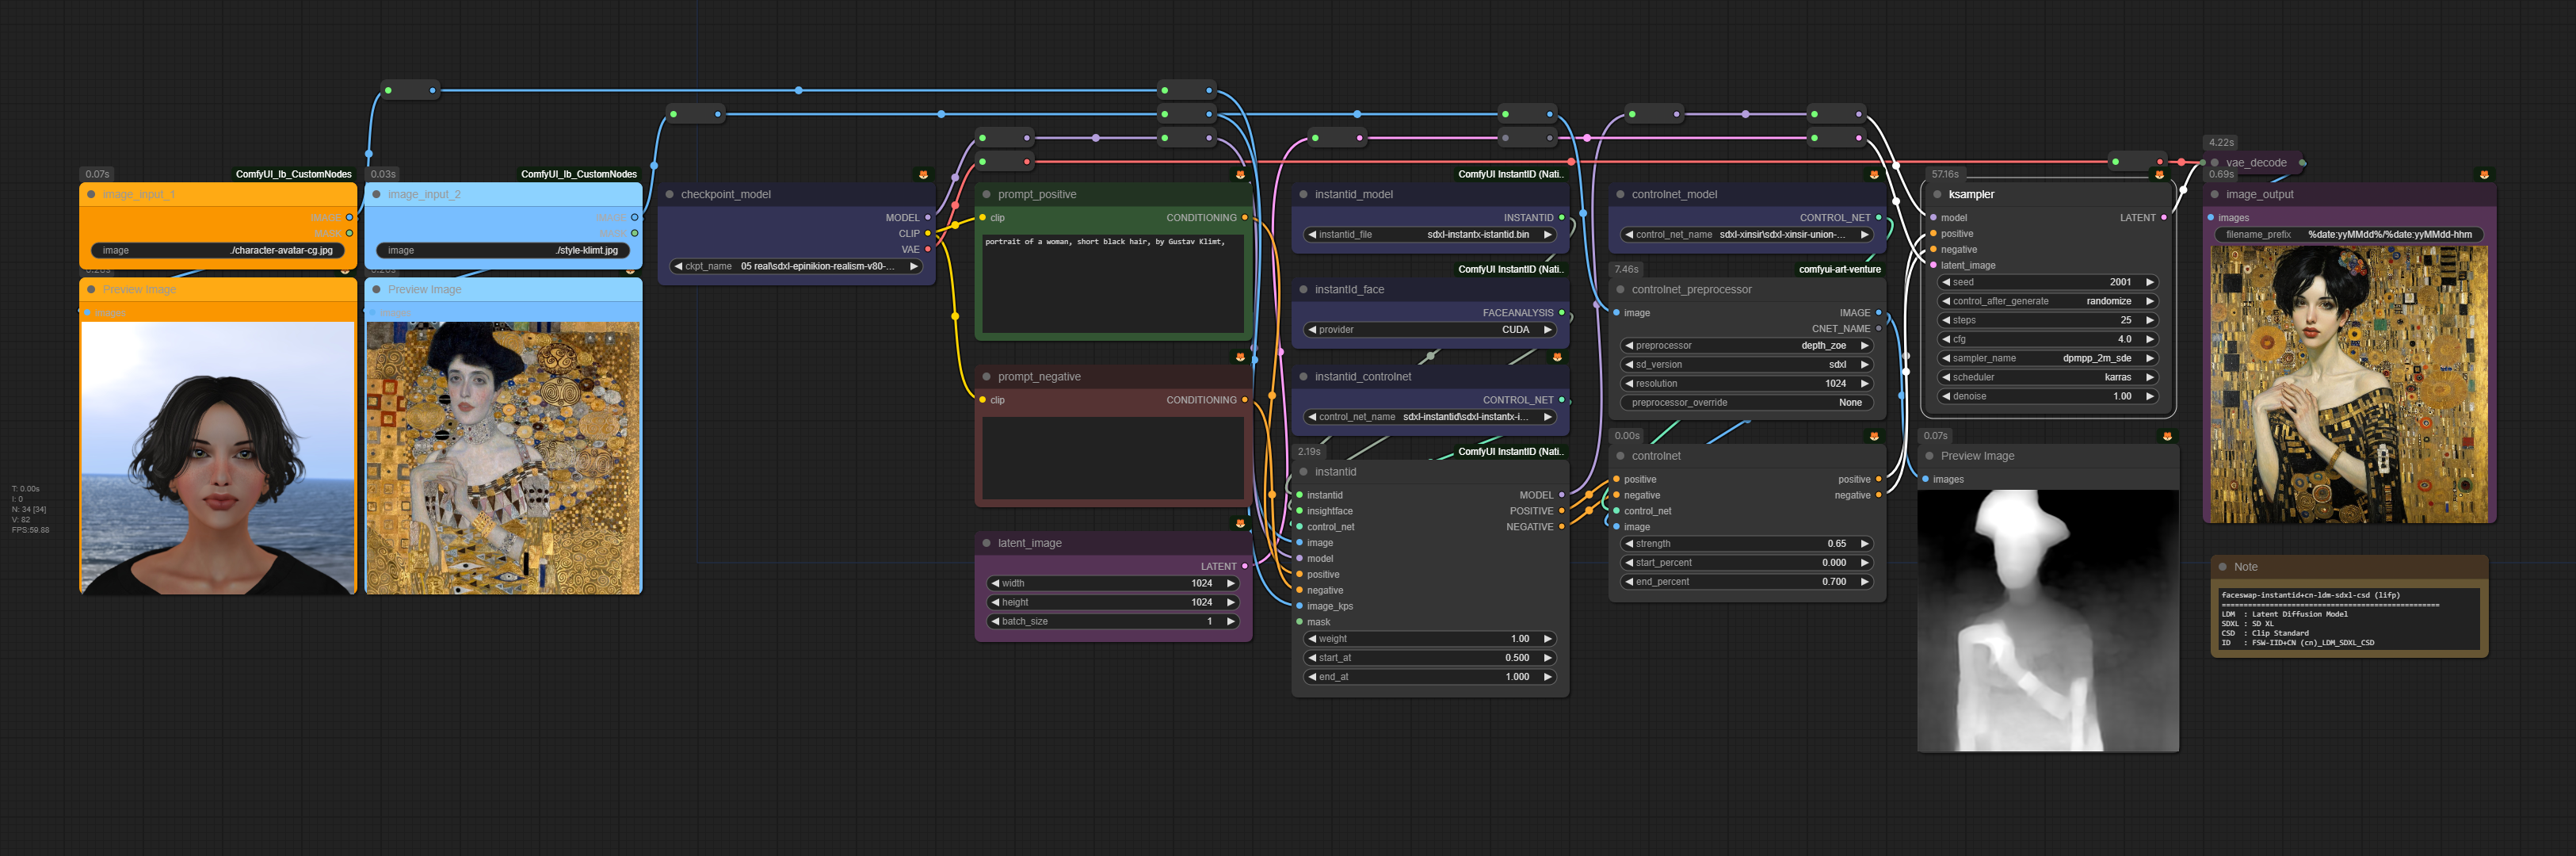 0.07s
ComfyUI_lb_CustomNodes
image_input_1
IMAGE
MASK
image ./character-avatar-cg.jpg
Preview Image
images
0.03s
ComfyUI_lb_CustomNodes
image_input_2
IMAGE
MASK
image ./style-klimt.jpg
Preview Image
images
T: 0.00s
I: 0
N: 34 [34]
V: 82
FPS:59.88
checkpoint_model
MODEL
CLIP
VAE
ckpt_name 05 real\sdxl-epinikion-realism-v80-...
prompt_positive
clip CONDITIONING
portrait of a woman, short black hair, by Gustav Klimt,
prompt_negative
clip CONDITIONING
latent_image
LATENT
width 1024
height 1024
batch_size 1
ComfyUI InstantID (Nati..
instantid_model
INSTANTID
instantid_file sdxl-instantx-istantid.bin
ComfyUI InstantID (Nati..
instantId_face
FACEANALYSIS
provider CUDA
instantid_controlnet
CONTROL_NET
control_net_name sdxl-instantid\sdxl-instantx-i...
2.19s
ComfyUI InstantID (Nati..
instantid
instantid MODEL
insightface POSITIVE
control_net NEGATIVE
image
model
positive
negative
image_kps
mask
weight 1.00
start_at 0.500
end_at 1.000
controlnet_model
CONTROL_NET
control_net_name sdxl-xinsir\sdxl-xinsir-union-...
7.46s
comfyui-art-venture
controlnet_preprocessor
image IMAGE
CNET_NAME
preprocessor depth_zoe
sd_version sdxl
resolution 1024
preprocessor_override None
0.00s
controlnet
positive positive
negative negative
control_net
image
strength 0.65
start_percent 0.000
end_percent 0.700
57.16s
ksampler
model LATENT
positive
negative
latent_image
seed 2001
control_after_generate randomize
steps 25
cfg 4.0
sampler_name dpmpp_2m_sde
scheduler karras
denoise 1.00
0.07s
Preview Image
images
4.22s
vae_decode
0.69s
image_output
images
filename_prefix %date:yyMMdd%/%date:yyMMdd-hhm
Note
faceswap-instantid+cn-ldm-sdxl-csd (lifp)
==================================================
LDM : Latent Diffusion Model
SDXL : SD XL
CSD : Clip Standard
ID : FSW-IID+CN (cn)_LDM_SDXL_CSD